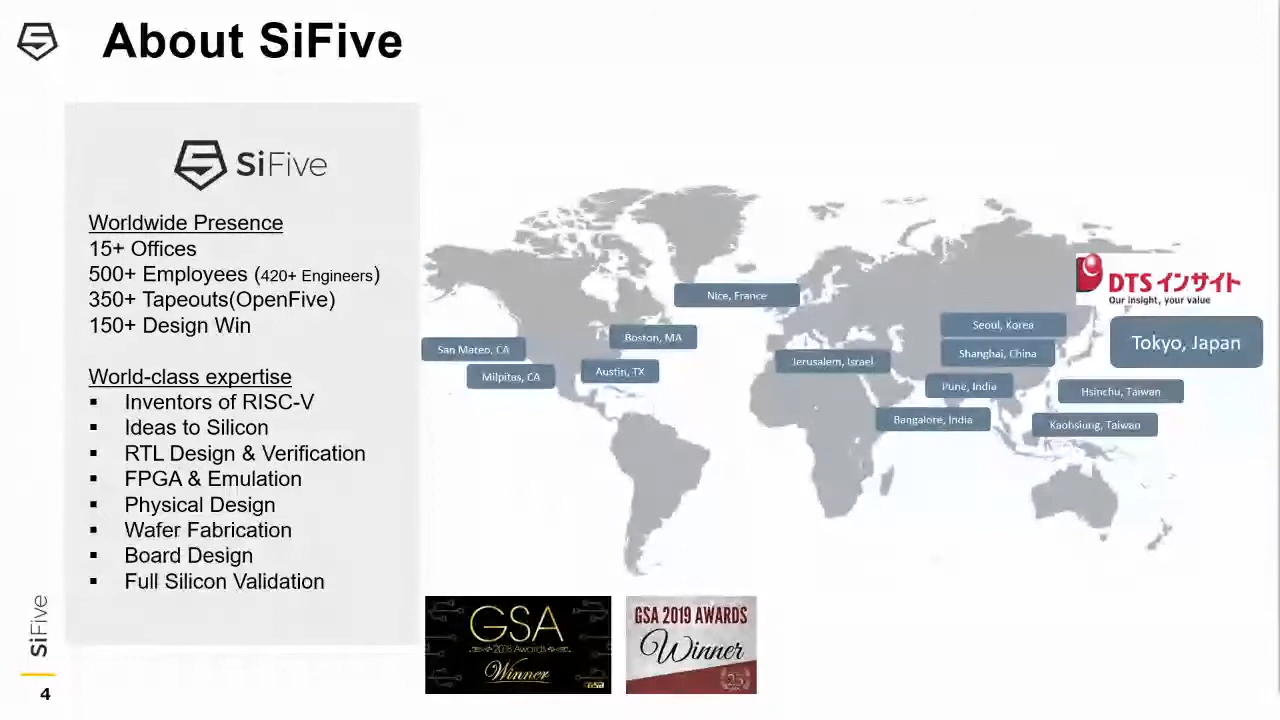 About SiFive
SiFive
Worldwide Presence
15+ Offices
500+ Employees (420+ Engineers)
350+ Tapeouts(OpenFive)
150+ Design Win
World-class expertise
▪ Inventors of RISC-V
▪ Ideas to Silicon
▪ RTL Design & Verification
▪ FPGA & Emulation
▪ Physical Design
▪ Wafer Fabrication
▪ Board Design
▪ Full Silicon Validation
DTS インサイト
Our insight, your value
Nice, France
Seoul, Korea
Tokyo, Japan
Boston, MA
San Mateo, CA
Shanghai, China
Jerusalem, Israel
Austin, TX
Milpitas, CA
Pune, India
Hsinchu, Taiwan
Bangalore, India
Kaohsiung, Taiwan
GSA
2018 Awards
Winner
GSA
GSA 2019 AWARDS
Winner
25
SiFive
4